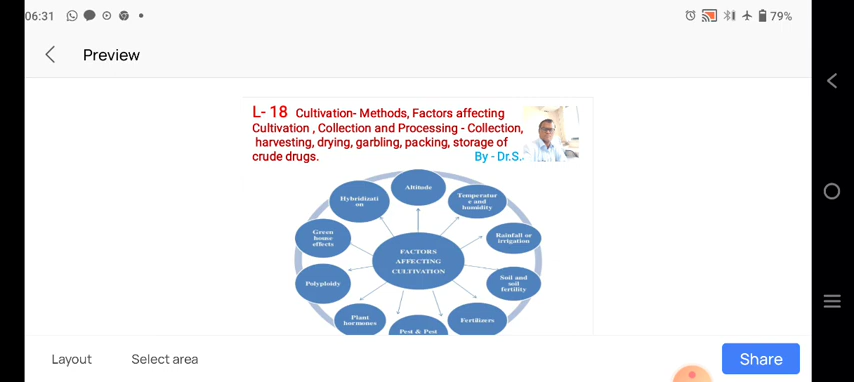 06:31
79%
Preview
L- 18 Cultivation- Methods, Factors affecting
Cultivation , Collection and Processing - Collection,
harvesting, drying, garbling, packing, storage of
crude drugs.
By - Dr.S.
Altitude
Hybridizati
on
Temperatur
e and
humidity
Green
house
effects
Rainfall or
irrigation
FACTORS
AFFECTING
CULTIVATION
Polyploidy
Soil and
soil
fertility
Plant
hormones
Fertilizers
Pest & Pest
Layout
Select area
Share